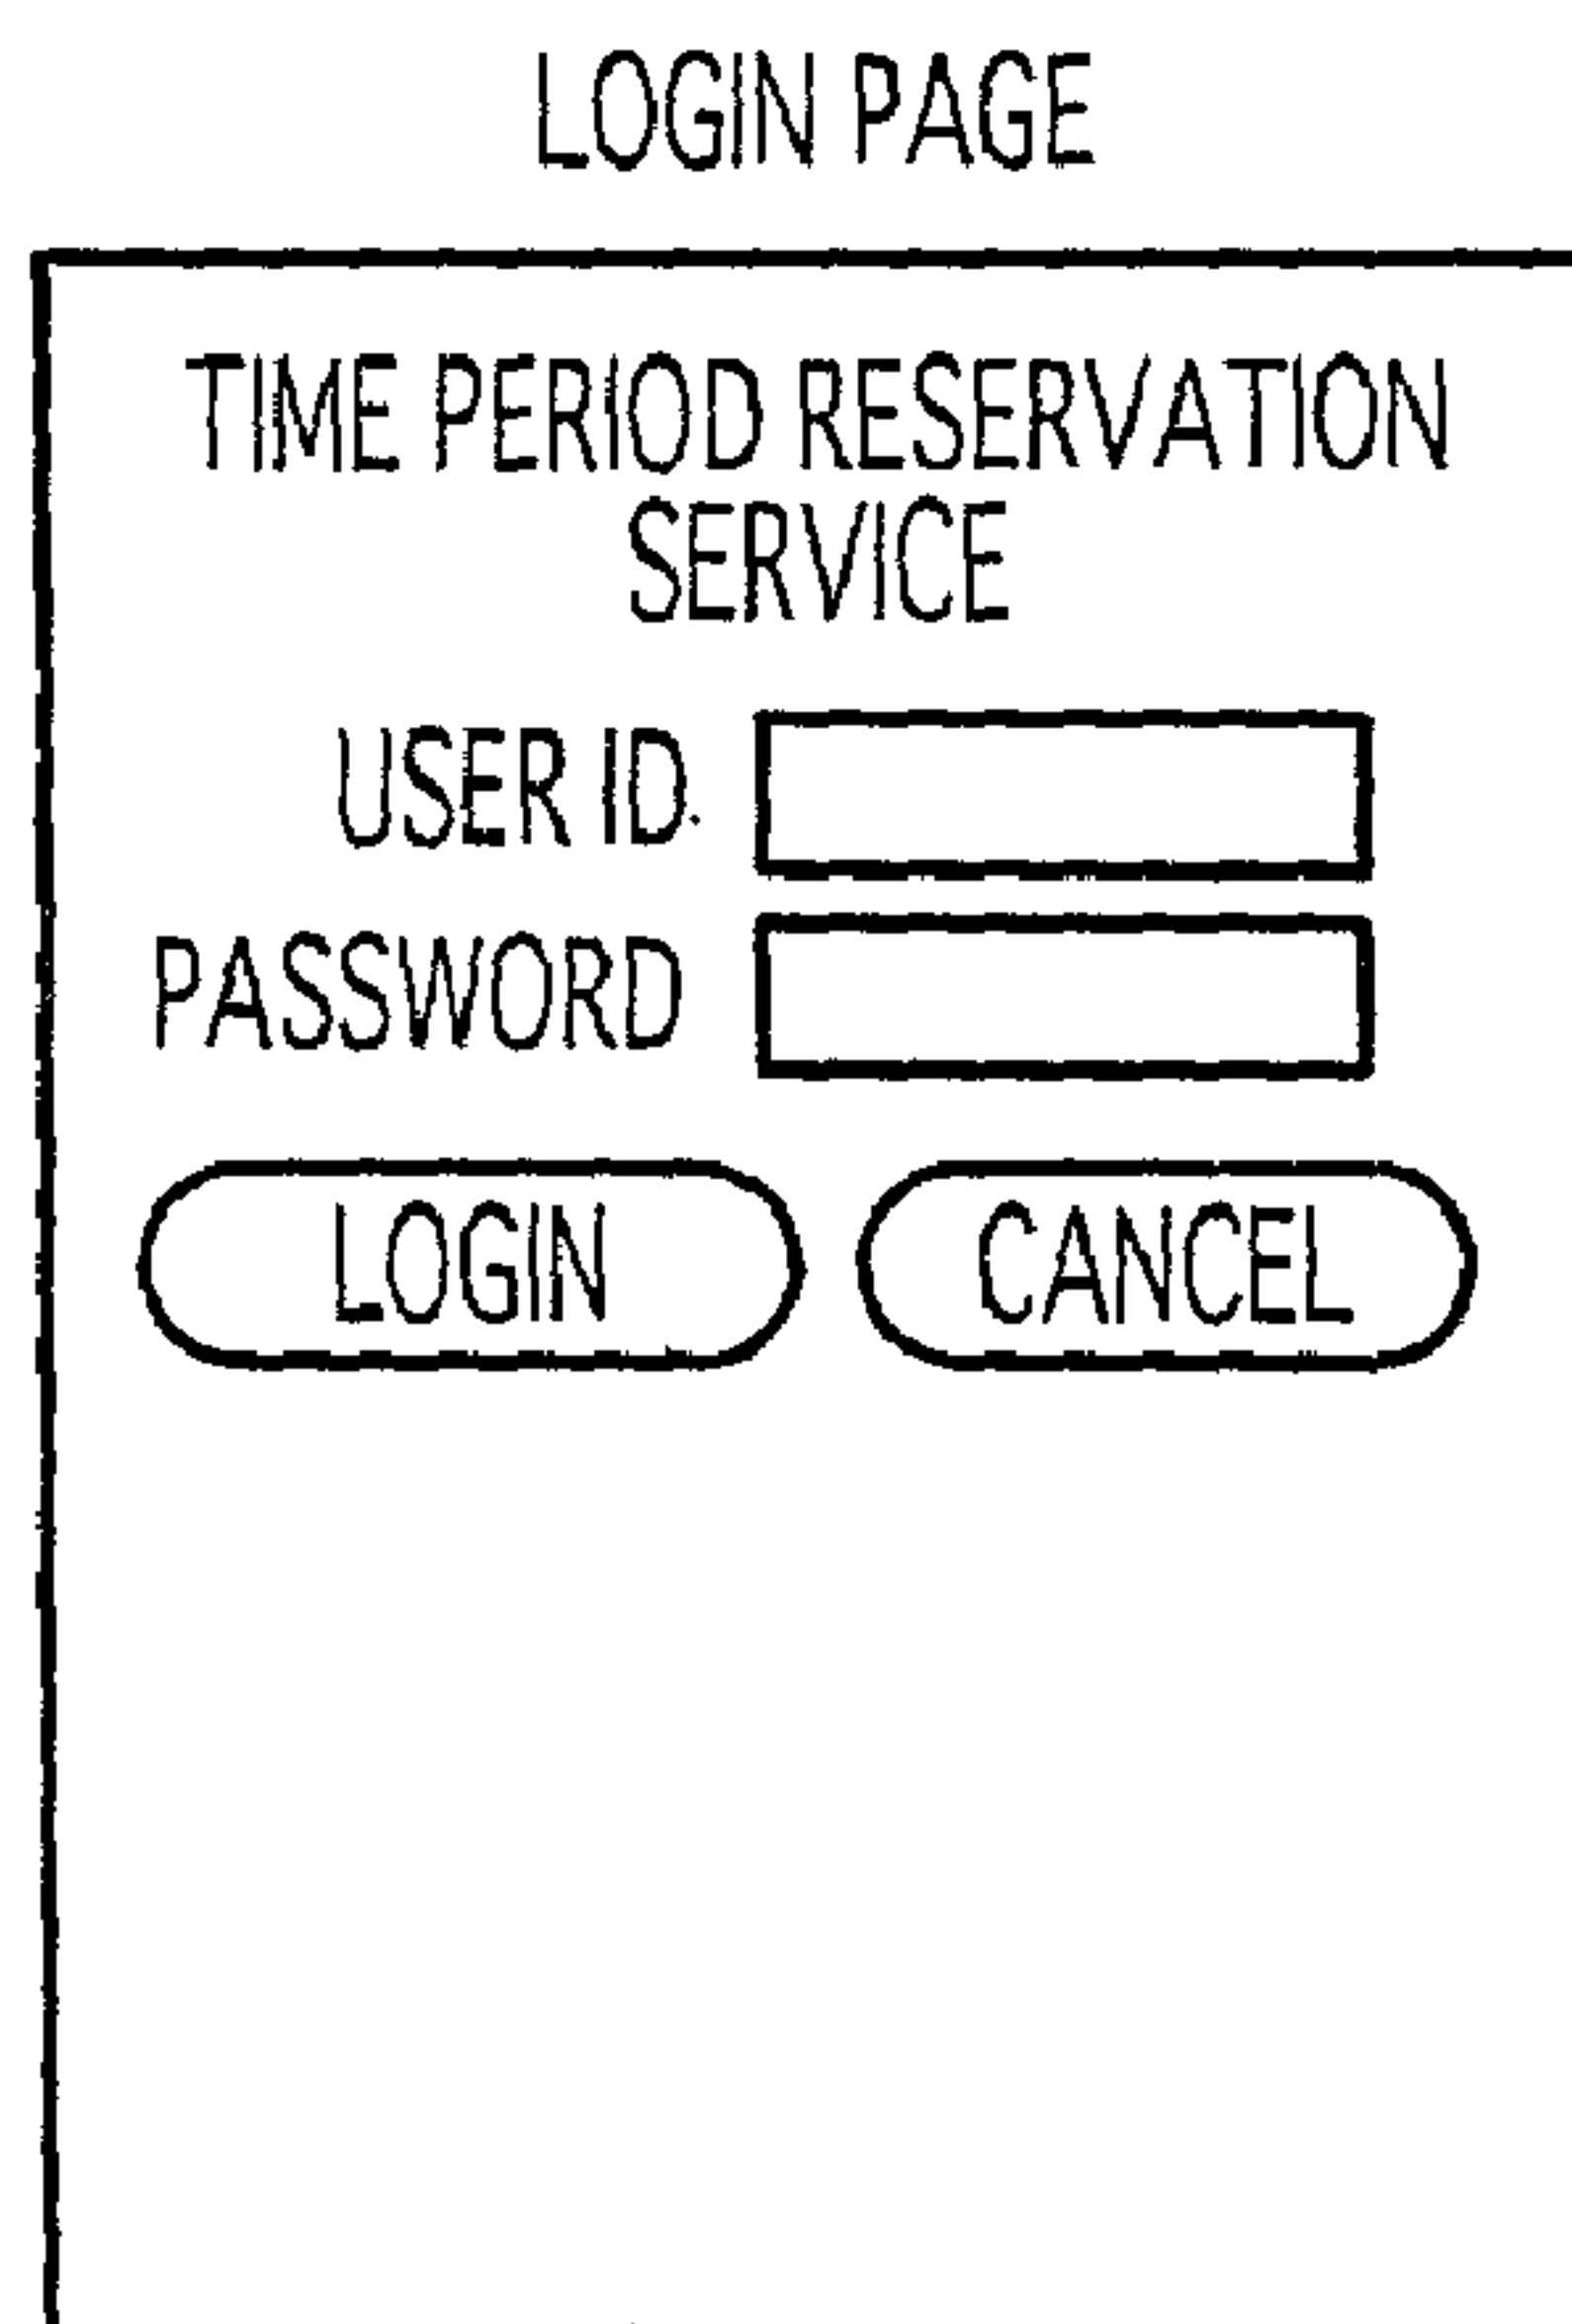 LOGIN PAGE
TIME PERIOD RESERVATION
SERVICE
USER ID.
PASSWORD
LOGIN CANCEL